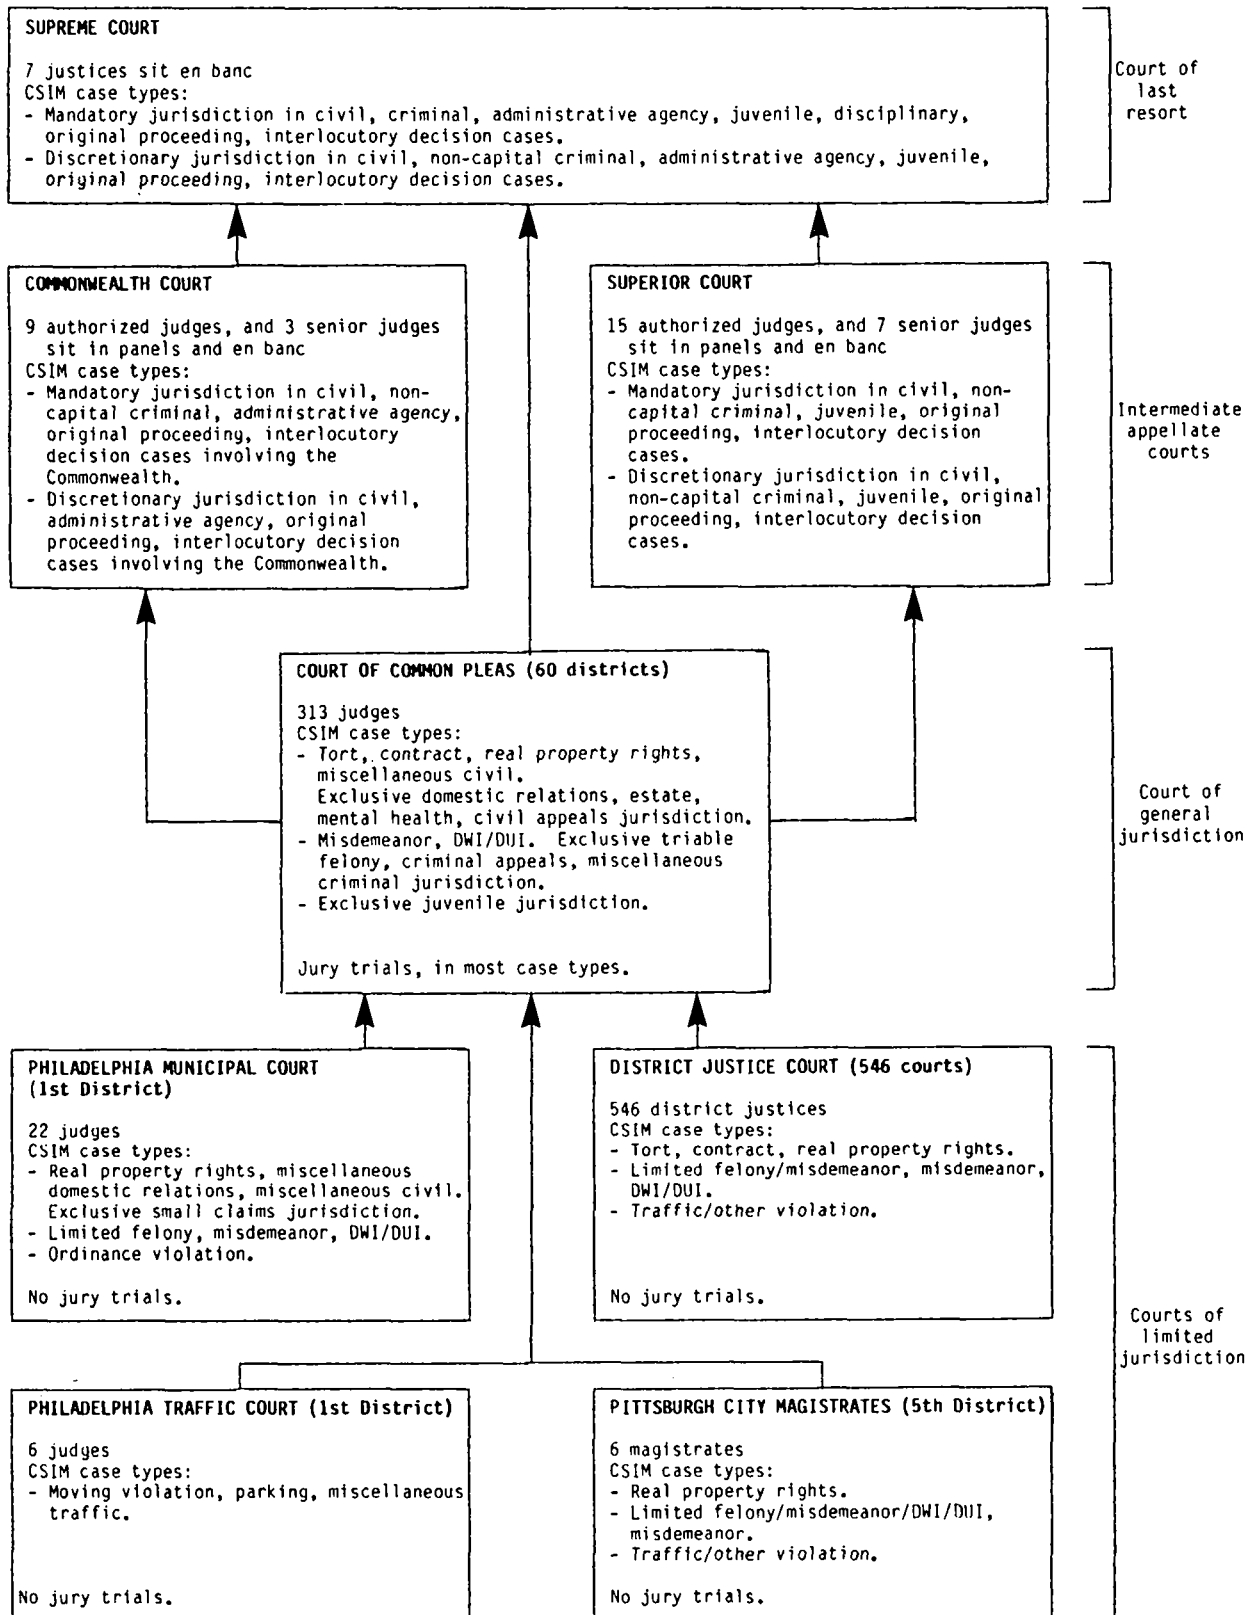 SUPREME COURT
7 justices sit en banc
CSIM case types:
- Mandatory jurisdiction in civil, criminal, administrative agency, juvenile, disciplinary,
original proceeding, interlocutory decision cases.
- Discretionary jurisdiction in civil, non-capital criminal, administrative agency, juvenile,
original proceeding, interlocutory decision cases.
Court of
last
resort
COMMONWEALTH COURT
9 authorized judges, and 3 senior judges
sit in panels and en banc
CSIM case types:
- Mandatory jurisdiction in civil, non-
capital criminal, administrative agency,
original proceeding, interlocutory
decision cases involving the
Commonwealth.
- Discretionary jurisdiction in civil,
administrative agency, original
proceeding, interlocutory decision
cases involving the Commonwealth.
SUPERIOR COURT
15 authorized judges, and 7 senior judges
sit in panels and en banc
CSIM case types:
- Mandatory jurisdiction in civil, non-
capital criminal, juvenile, original
proceeding, interlocutory decision
cases.
- Discretionary jurisdiction in civil,
non-capital criminal, juvenile, original
proceeding, interlocutory decision
cases.
Intermediate
appellate
courts
COURT OF COMMON PLEAS (60 districts)
313 judges
CSIM case types:
- Tort, contract, real property rights,
miscellaneous civil.
Exclusive domestic relations, estate,
mental health, civil appeals jurisdiction.
- Misdemeanor, DWI/DUI. Exclusive triable
felony, criminal appeals, miscellaneous
criminal jurisdiction.
- Exclusive juvenile jurisdiction.
Jury trials, in most case types.
Court of
general
jurisdiction
PHILADELPHIA MUNICIPAL COURT
(1st District)
22 judges
CSIM case types:
- Real property rights, miscellaneous
domestic relations, miscellaneous civil.
Exclusive small claims jurisdiction.
- Limited felony, misdemeanor, DWI/DUI.
- Ordinance violation.
No jury trials.
DISTRICT JUSTICE COURT (546 courts)
546 district justices
CSIM case types:
- Tort, contract, real property rights.
- Limited felony/misdemeanor, misdemeanor,
DWI/DUI.
- Traffic/other violation.
No jury trials.
Courts of
limited
jurisdiction
PHILADELPHIA TRAFFIC COURT (1st District)
6 judges
CSIM case types:
- Moving violation, parking, miscellaneous
traffic.
No jury trials.
PITTSBURGH CITY MAGISTRATES (5th District)
6 magistrates
CSIM case types:
- Real property rights.
- Limited felony/misdemeanor/DWI/DUI,
misdemeanor.
- Traffic/other violation.
No jury trials.